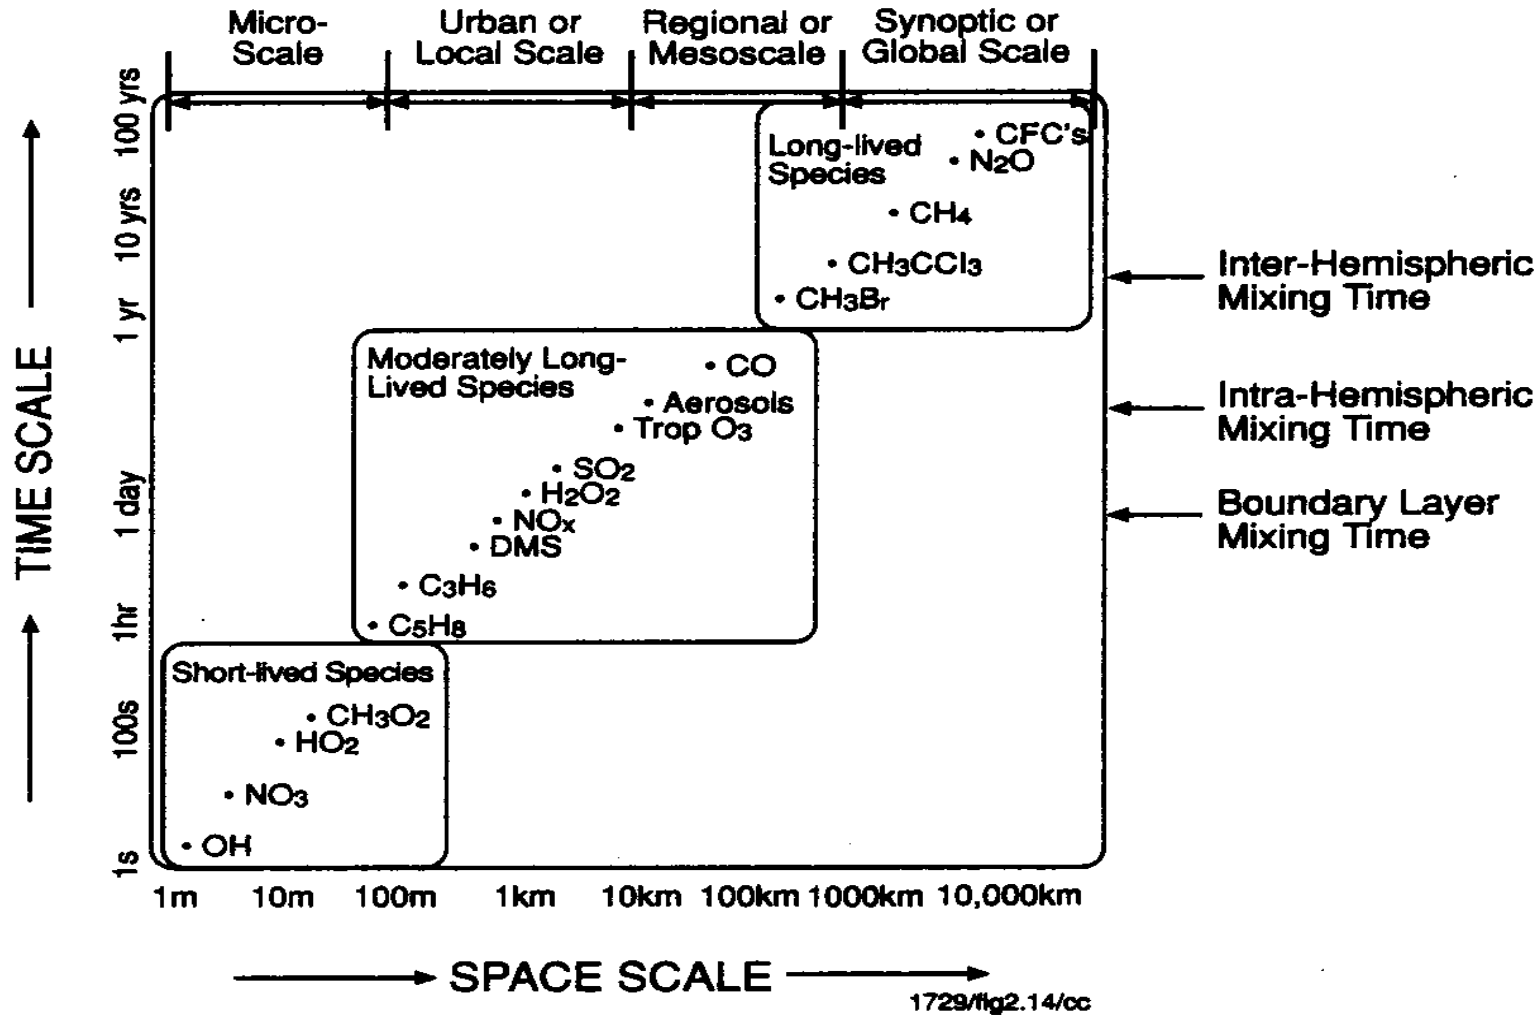 Micro-
Scale
Urban or
Local Scale
Regional or
Mesoscale
Synoptic or
Global Scale
100 yrs
10 yrs
1 yr
1 day
1hr
100s
1s
TIME SCALE
Long-lived
Species
CFC's
N2O
CH4
CH3CCl3
CH3Br
Moderately Long-
Lived Species
CO
Aerosols
Trop O3
SO2
H2O2
NOx
DMS
C3H6
C5H8
Short-lived Species
CH3O2
HO2
NO3
OH
Inter-Hemispheric
Mixing Time
Intra-Hemispheric
Mixing Time
Boundary Layer
Mixing Time
1m 10m 100m 1km 10km 100km 1000km 10,000km
SPACE SCALE
1729/fig2.14/cc